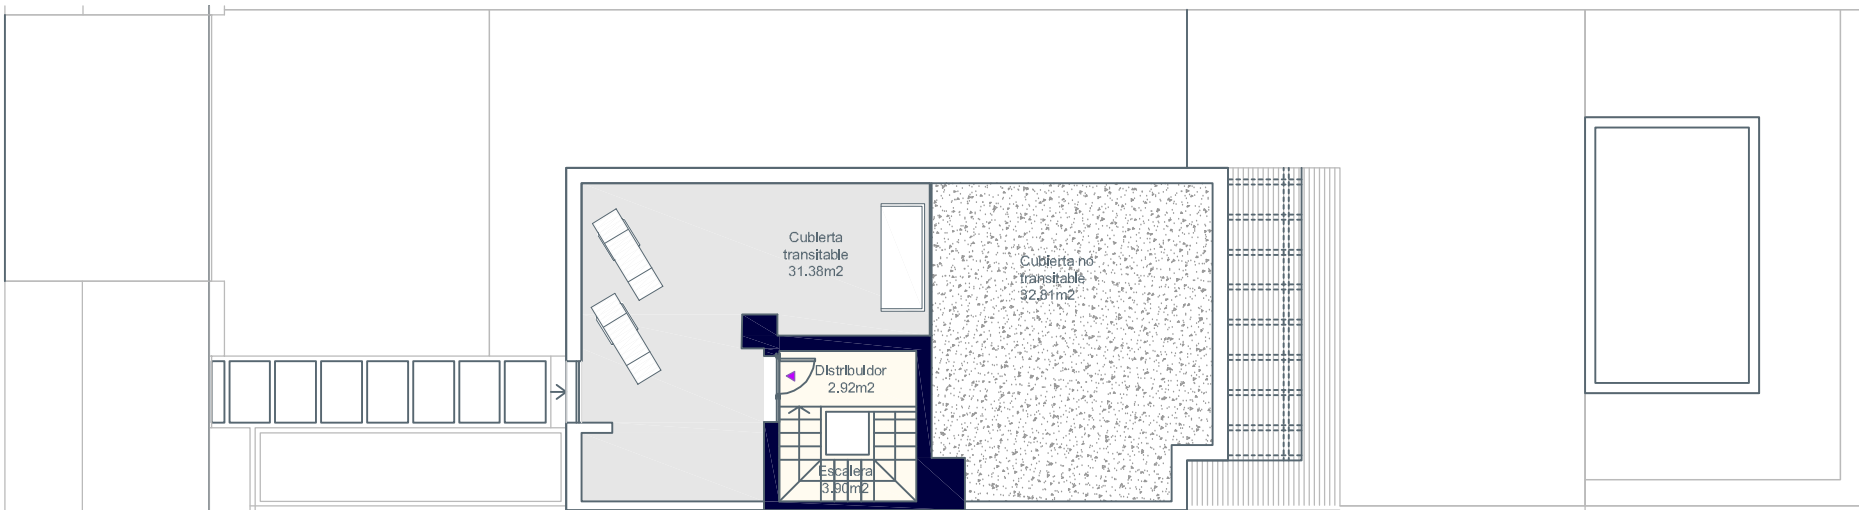 Cubierta
transitable
31.38m2
Cubierta no
transitable
32.81m2
Distribuidor
2.92m2
Escalera
3.90m2